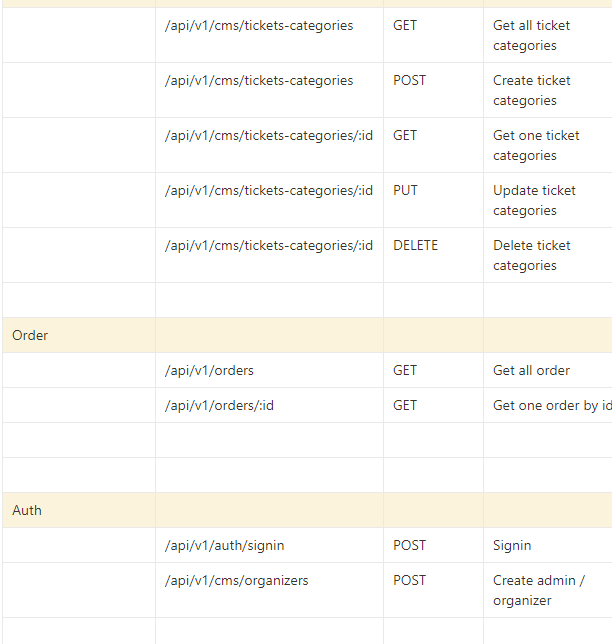 /api/v1/cms/tickets-categories GET Get all ticket
categories
/api/v1/cms/tickets-categories POST Create ticket
categories
/api/v1/cms/tickets-categories/:id GET Get one ticket
categories
/api/v1/cms/tickets-categories/:id PUT Update ticket
categories
/api/v1/cms/tickets-categories/:id DELETE Delete ticket
categories
Order
/api/v1/orders GET Get all order
/api/v1/orders/:id GET Get one order by id
Auth
/api/v1/auth/signin POST Signin
/api/v1/cms/organizers POST Create admin /
organizer